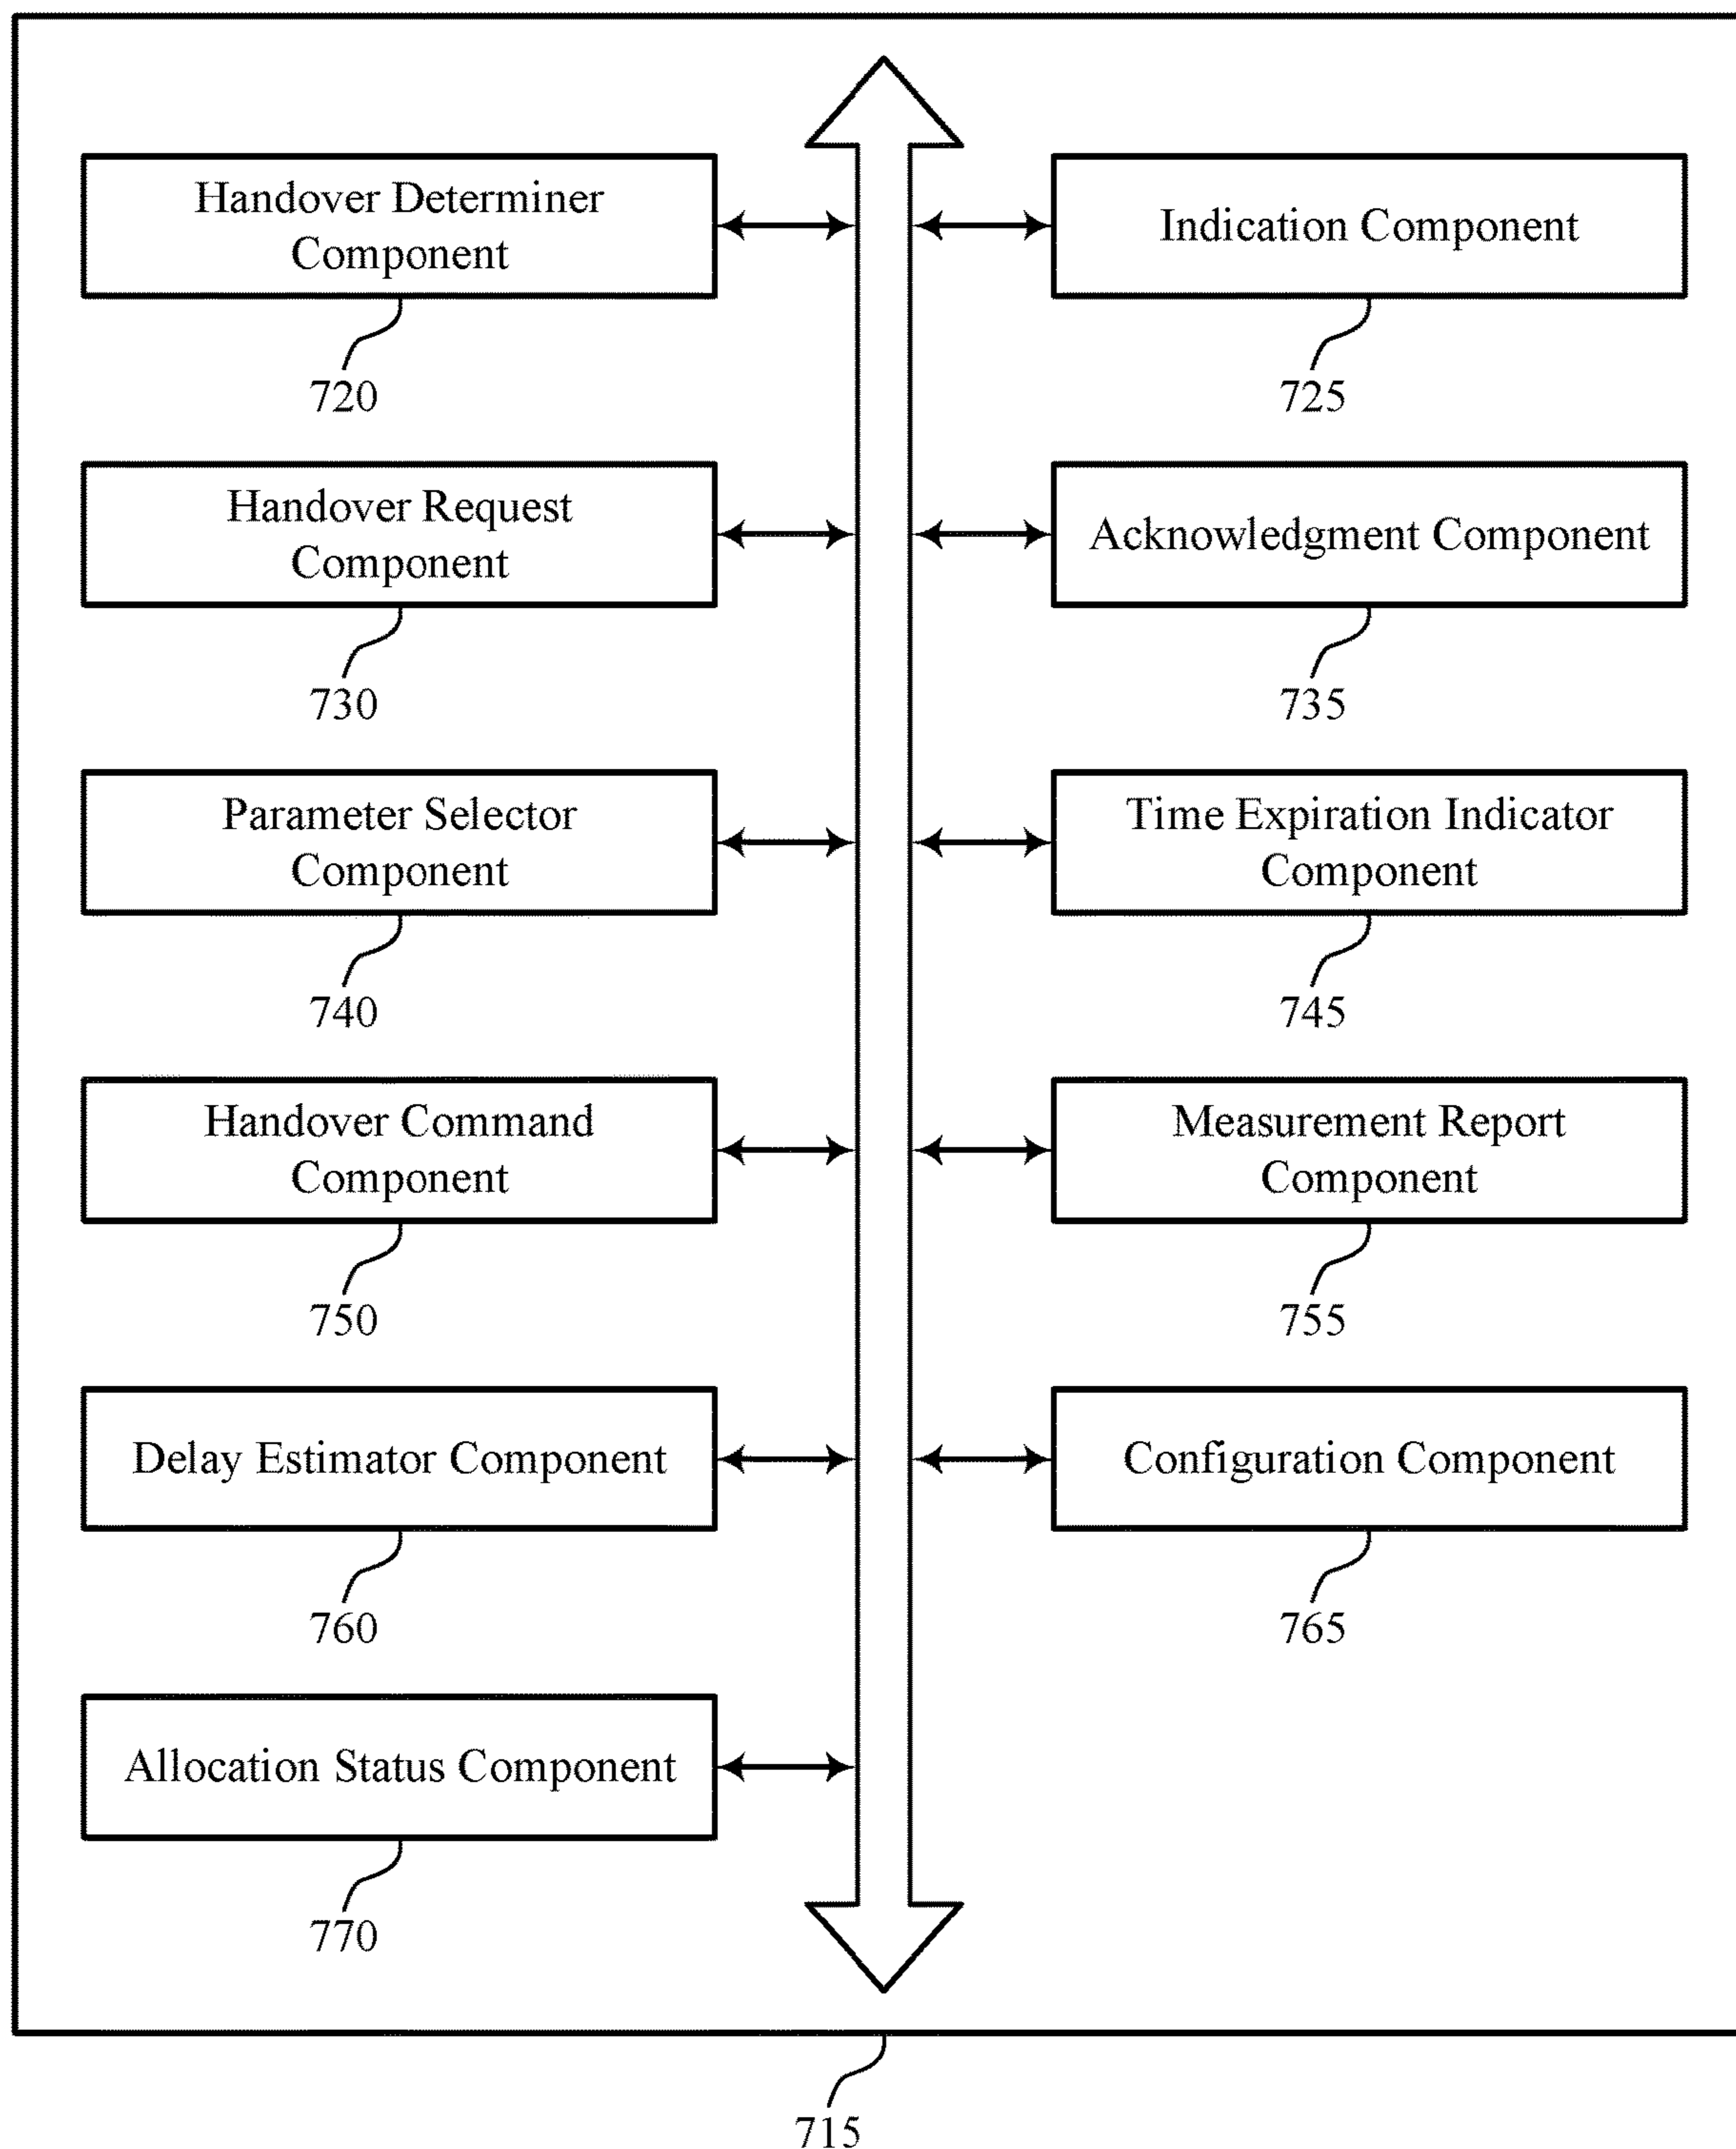 Handover Determiner
Component
720
Indication Component
725
Handover Request
Component
730
Acknowledgment Component
735
Parameter Selector
Component
740
Time Expiration Indicator
Component
745
Handover Command
Component
750
Measurement Report
Component
755
Delay Estimator Component
760
Configuration Component
765
Allocation Status Component
770
715